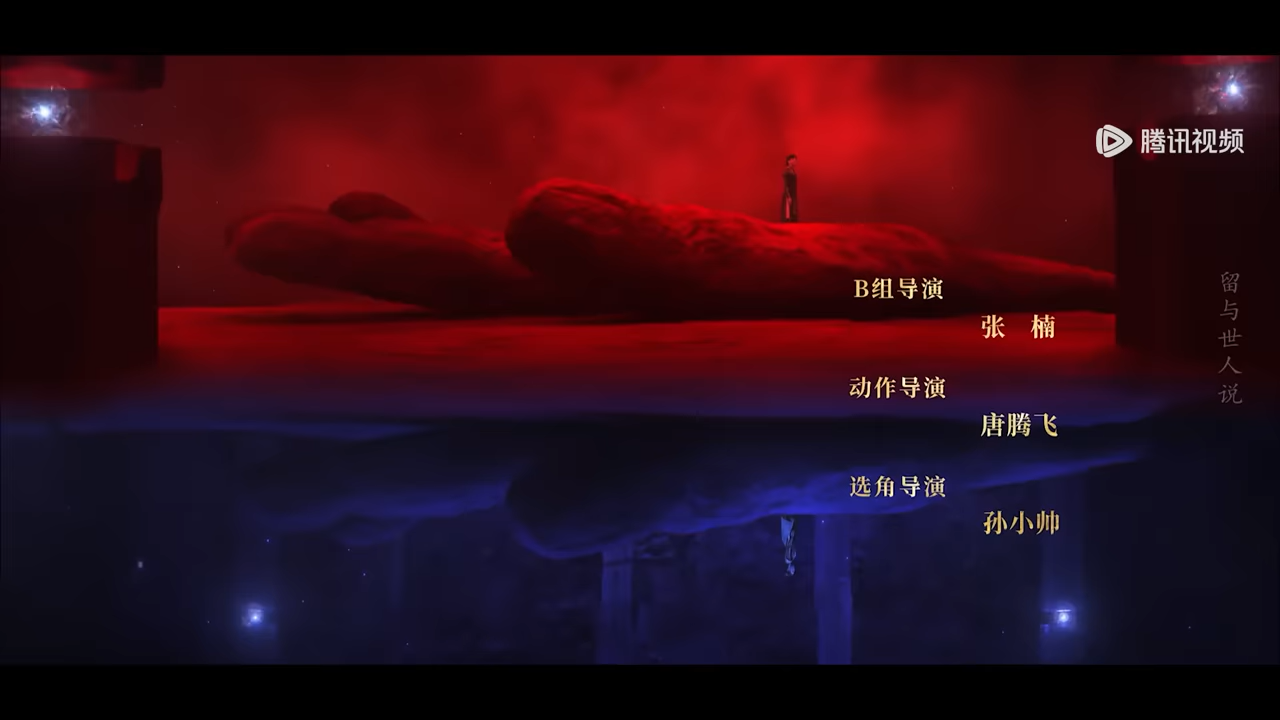 腾讯视频
B组导演
张 楠
动作导演
唐腾飞
选角导演
孙小帅
留与世人说